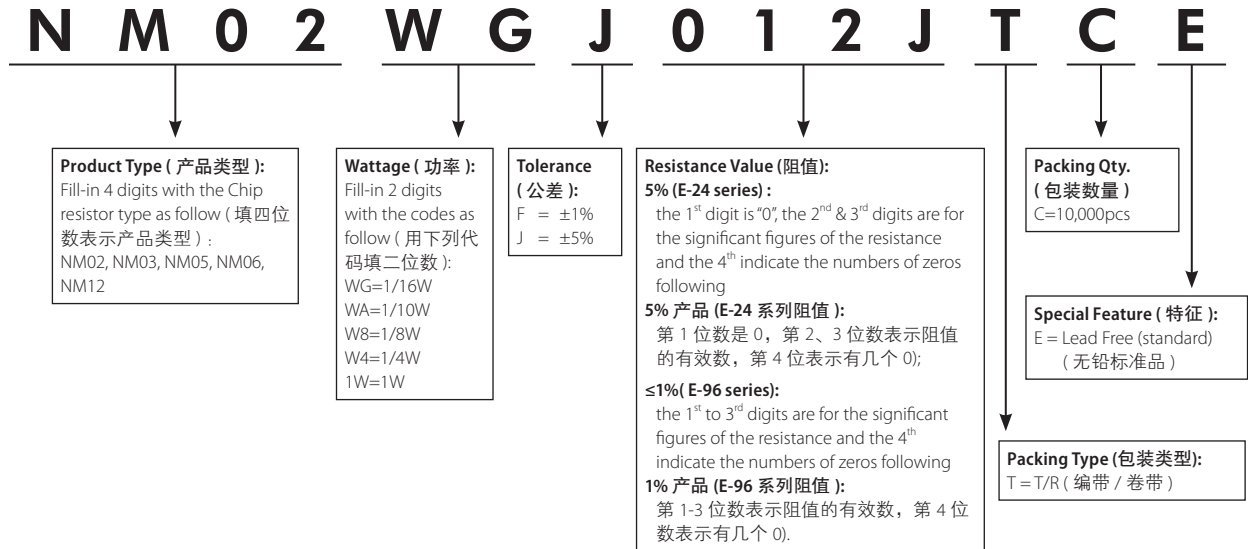 N M 0 2 W G J 0 1 2 J T C E
Product Type ( 产品类型 ):
Fill-in 4 digits with the Chip
resistor type as follow ( 填四位
数表示产品类型 ) :
NM02, NM03, NM05, NM06,
NM12
Wattage ( 功率 ):
Fill-in 2 digits
with the codes as
follow ( 用下列代
码填二位数 ):
WG=1/16W
WA=1/10W
W8=1/8W
W4=1/4W
1W=1W
Tolerance
( 公差 ):
F = ±1%
J = ±5%
Resistance Value (阻值):
5% (E-24 series) :
the 1st digit is "0", the 2nd & 3rd digits are for
the significant figures of the resistance
and the 4th indicate the numbers of zeros
following
5% 产品 (E-24 系列阻值 ):
第 1 位数是 0，第 2、3 位数表示阻值
的有效数，第 4 位表示有几个 0);
≤1%( E-96 series):
the 1st to 3rd digits are for the significant
figures of the resistance and the 4th
indicate the numbers of zeros following
1% 产品 (E-96 系列阻值 ):
第 1-3 位数表示阻值的有效数，第 4 位
数表示有几个 0).
Packing Qty.
( 包装数量 )
C=10,000pcs
Special Feature ( 特征 ):
E = Lead Free (standard)
( 无铅标准品 )
Packing Type (包装类型):
T = T/R ( 编带 / 卷带 )